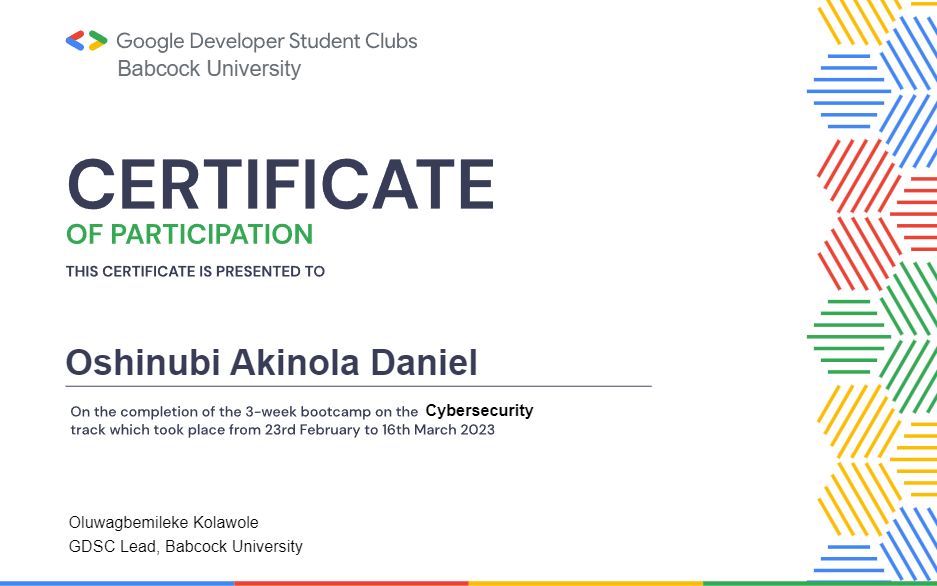 Google Developer Student Clubs
Babcock University
CERTIFICATE
OF PARTICIPATION
THIS CERTIFICATE IS PRESENTED TO
Oshinubi Akinola Daniel
On the completion of the 3-week bootcamp on the Cybersecurity
track which took place from 23rd February to 16th March 2023
Oluwagbemileke Kolawole
GDSC Lead, Babcock University